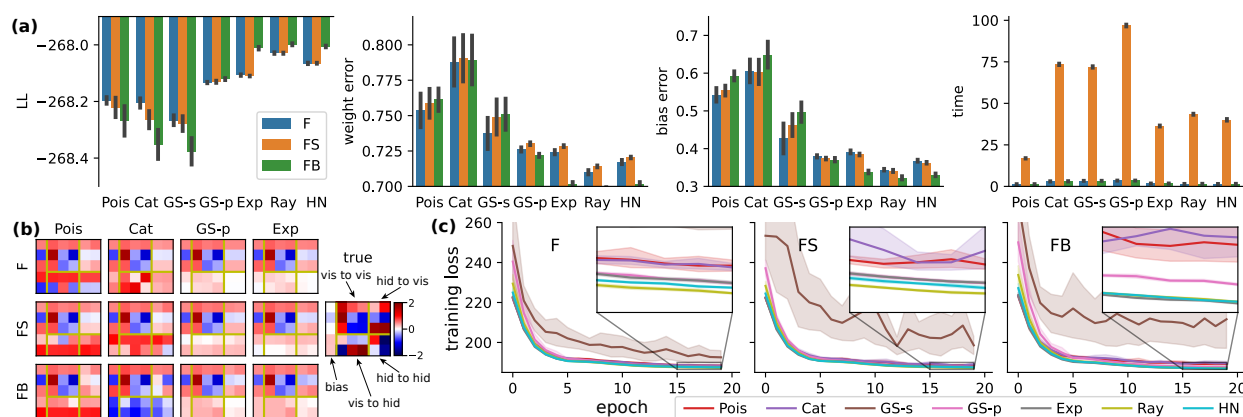 (a)
LL
−268.0
−268.2
−268.4
F
FS
FB
Pois Cat GS-s GS-p Exp Ray HN
weight error
0.800
0.775
0.750
0.725
0.700
Pois Cat GS-s GS-p Exp Ray HN
bias error
0.7
0.6
0.5
0.4
0.3
Pois Cat GS-s GS-p Exp Ray HN
time
100
75
50
25
0
Pois Cat GS-s GS-p Exp Ray HN
(b)
Pois Cat GS-p Exp
F
FS
FB
true
vis to vis
hid to vis
bias
vis to hid
hid to hid
2
0
−2
(c)
training loss
260
240
220
200
F
0 5 10 15 20
epoch
FS
0 5 10 15 20
FB
0 5 10 15 20
Pois Cat GS-s GS-p Exp Ray HN